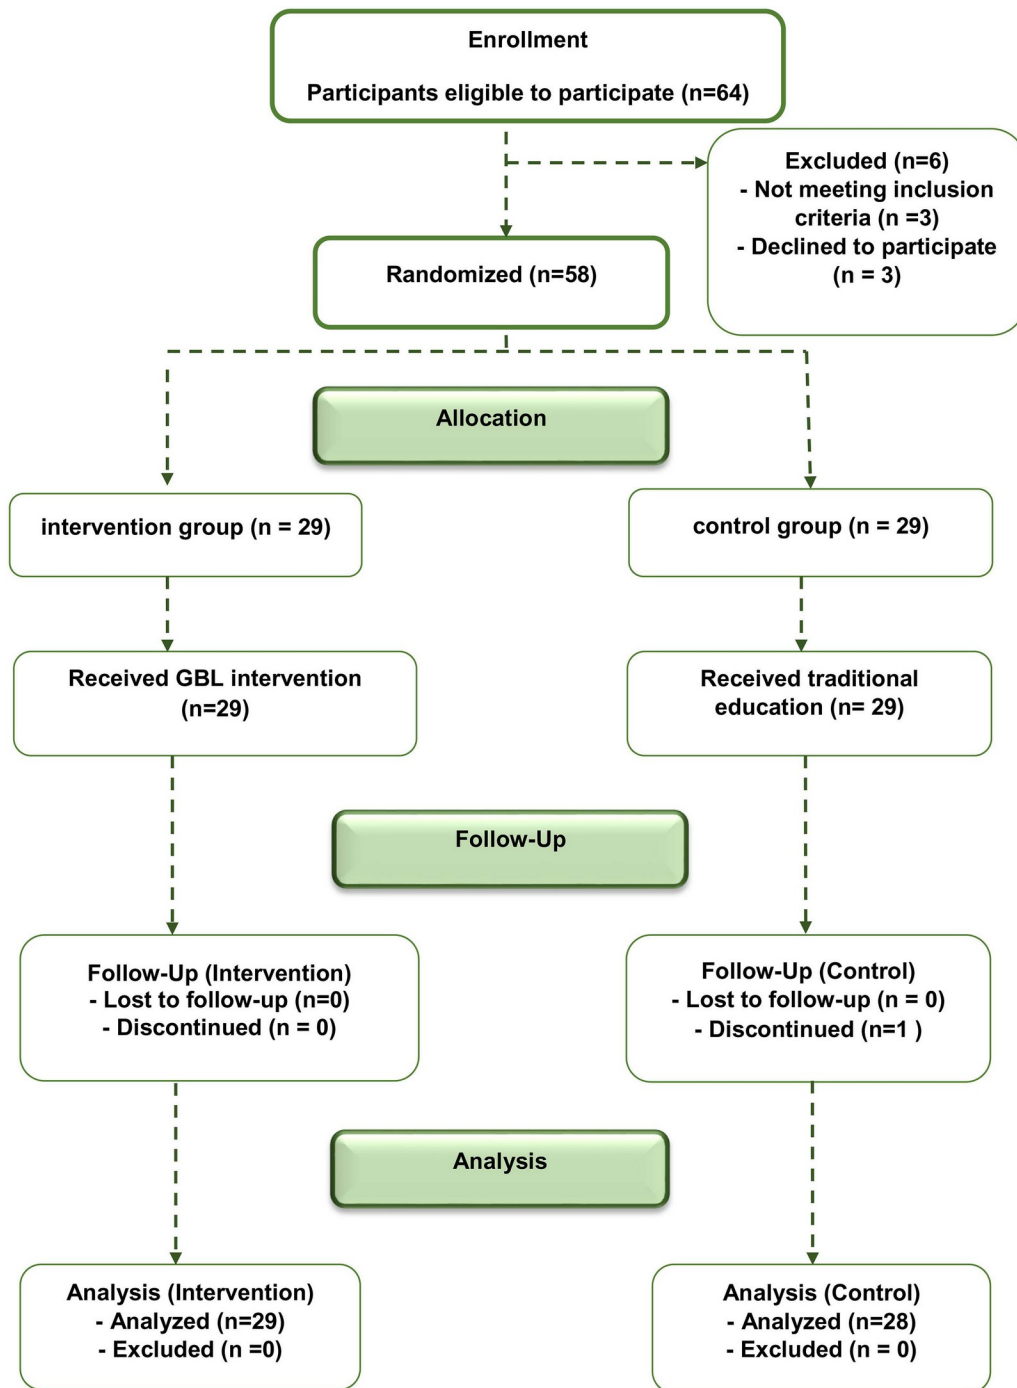 Enrollment
Participants eligible to participate (n=64)
Excluded (n=6)
- Not meeting inclusion
criteria (n =3)
- Declined to participate
(n = 3)
Randomized (n=58)
Allocation
intervention group (n = 29)
control group (n = 29)
Received GBL intervention
(n=29)
Received traditional
education (n= 29)
Follow-Up
Follow-Up (Intervention)
- Lost to follow-up (n=0)
- Discontinued (n = 0)
Follow-Up (Control)
- Lost to follow-up (n = 0)
- Discontinued (n=1 )
Analysis
Analysis (Intervention)
- Analyzed (n=29)
- Excluded (n =0)
Analysis (Control)
- Analyzed (n=28)
- Excluded (n = 0)